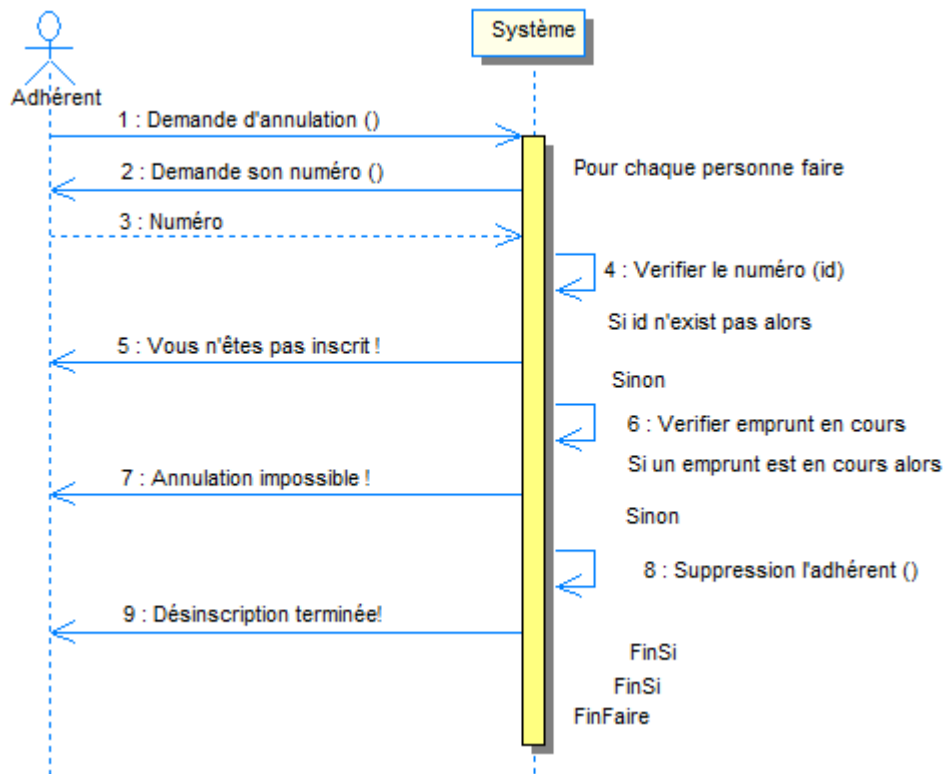 Système
Adhérent
1 : Demande d'annulation ()
Pour chaque personne faire
2 : Demande son numéro ()
3 : Numéro
4 : Verifier le numéro (id)
Si id n'exist pas alors
5 : Vous n'êtes pas inscrit !
Sinon
6 : Verifier emprunt en cours
Si un emprunt est en cours alors
7 : Annulation impossible !
Sinon
8 : Suppression l'adhérent ()
9 : Désinscription terminée!
FinSi
FinSi
FinFaire